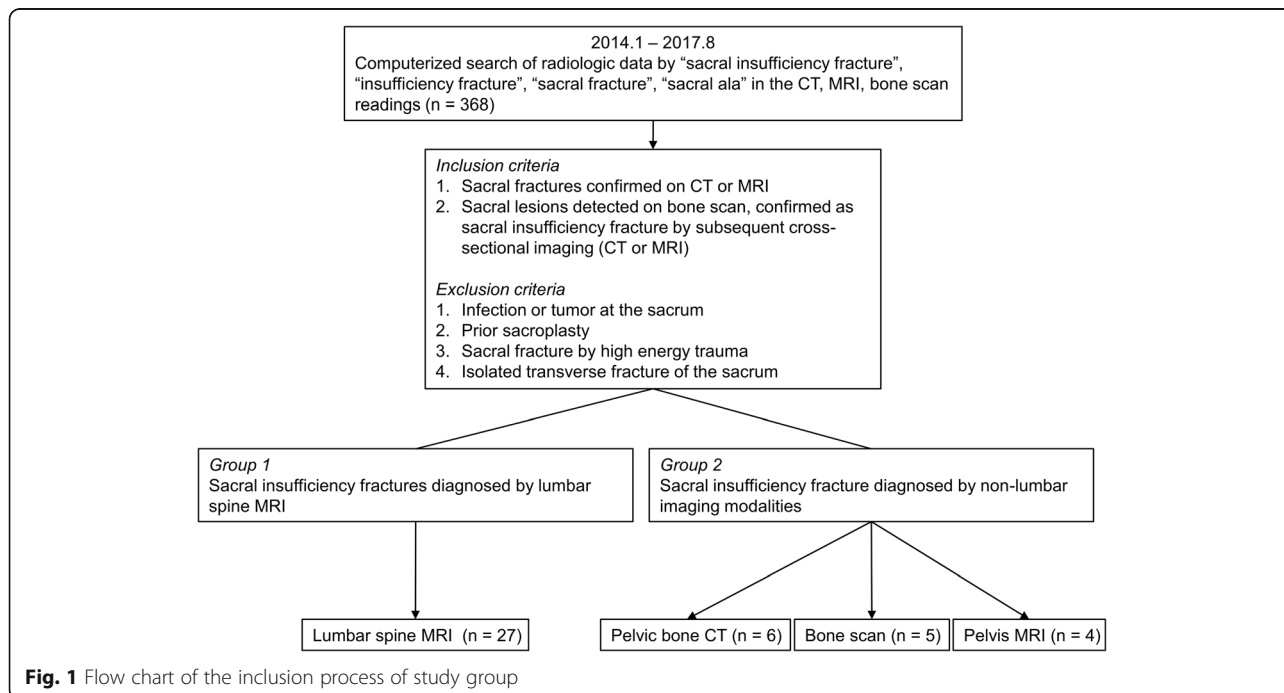 2014.1 – 2017.8
Computerized search of radiologic data by “sacral insufficiency fracture”,
“insufficiency fracture”, “sacral fracture”, “sacral ala” in the CT, MRI, bone scan
readings (n = 368)
Inclusion criteria
1. Sacral fractures confirmed on CT or MRI
2. Sacral lesions detected on bone scan, confirmed as
sacral insufficiency fracture by subsequent cross-
sectional imaging (CT or MRI)
Exclusion criteria
1. Infection or tumor at the sacrum
2. Prior sacroplasty
3. Sacral fracture by high energy trauma
4. Isolated transverse fracture of the sacrum
Group 1
Sacral insufficiency fractures diagnosed by lumbar
spine MRI
Group 2
Sacral insufficiency fracture diagnosed by non-lumbar
imaging modalities
Lumbar spine MRI (n = 27)
Pelvic bone CT (n = 6)
Bone scan (n = 5)
Pelvis MRI (n = 4)
Fig. 1 Flow chart of the inclusion process of study group